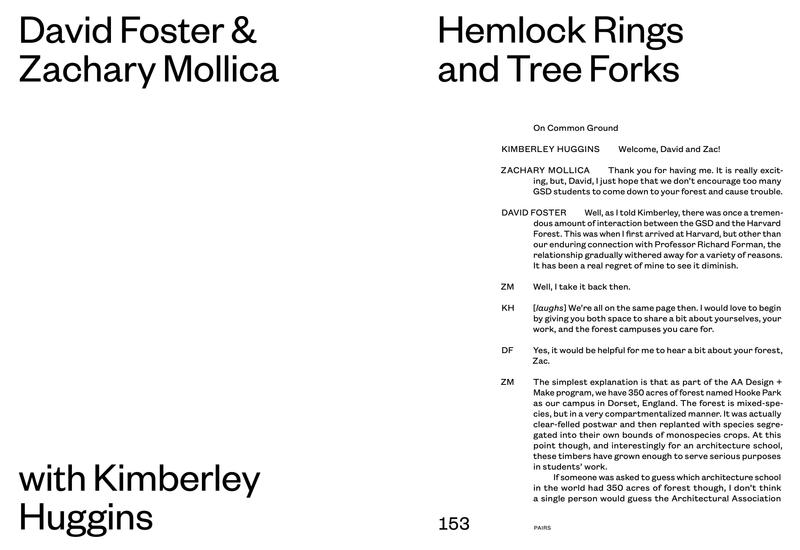 David Foster &
Zachary Mollica
with Kimberley
Huggins
Hemlock Rings
and Tree Forks
On Common Ground
KIMBERLEY HUGGINS Welcome, David and Zac!
ZACHARY MOLLICA Thank you for having me. It is really excit-
ing, but, David, I just hope that we don't encourage too many
GSD students to come down to your forest and cause trouble.
DAVID FOSTER Well, as I told Kimberley, there was once a tremen-
dous amount of interaction between the GSD and the Harvard
Forest. This was when I first arrived at Harvard, but other than
our enduring connection with Professor Richard Forman, the
relationship gradually withered away for a variety of reasons.
It has been a real regret of mine to see it diminish.
ZM Well, I take it back then.
KH [laughs] We're all on the same page then. I would love to begin
by giving you both space to share a bit about yourselves, your
work, and the forest campuses you care for.
DF Yes, it would be helpful for me to hear a bit about your forest,
Zac.
ZM The simplest explanation is that as part of the AA Design +
Make program, we have 350 acres of forest named Hooke Park
as our campus in Dorset, England. The forest is mixed-spe-
cies, but in a very compartmentalized manner. It was actually
clear-felled postwar and then replanted with species segre-
gated into their own bounds of monospecies crops. At this
point though, and interestingly for an architecture school,
these timbers have grown enough to serve serious purposes
in students' work.
If someone was asked to guess which architecture school
in the world had 350 acres of forest though, I don't think
a single person would guess the Architectural Association
153
PAIRS